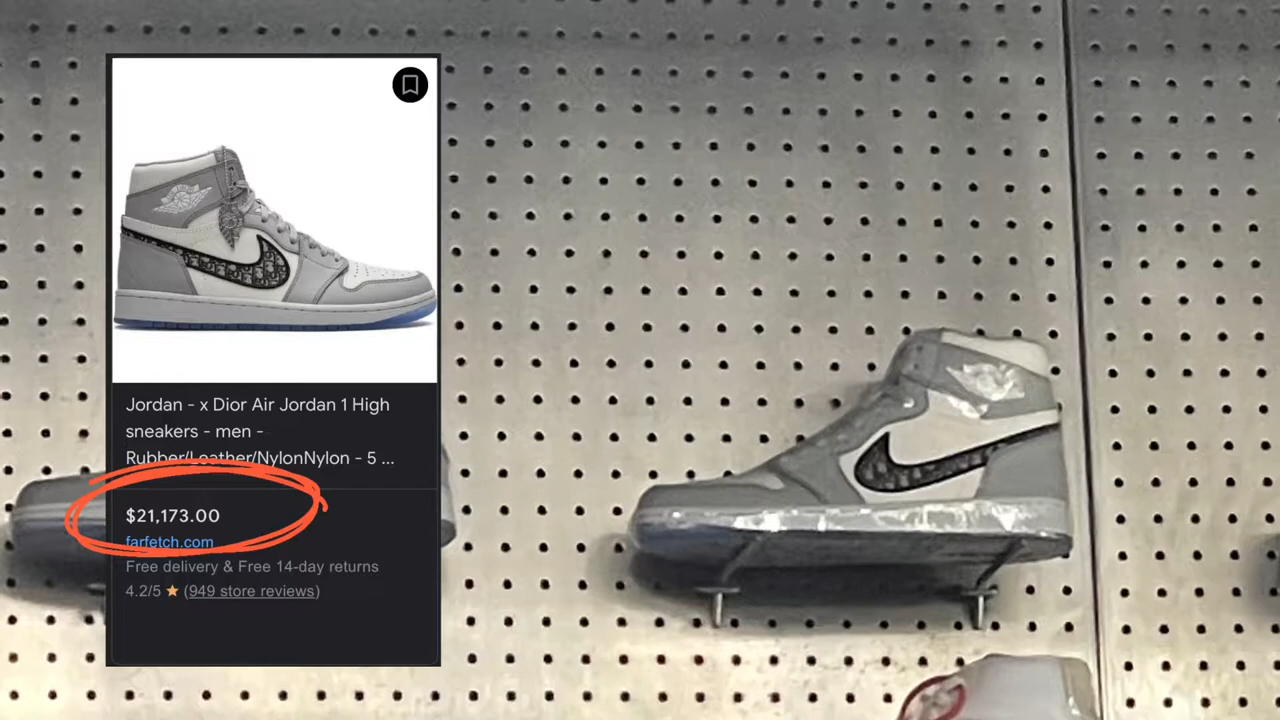 Jordan - x Dior Air Jordan 1 High
sneakers - men -
Rubber/Leather/NylonNylon - 5 ...
$21,173.00
farfetch.com
Free delivery & Free 14-day returns
4.2/5 ★ (949 store reviews)